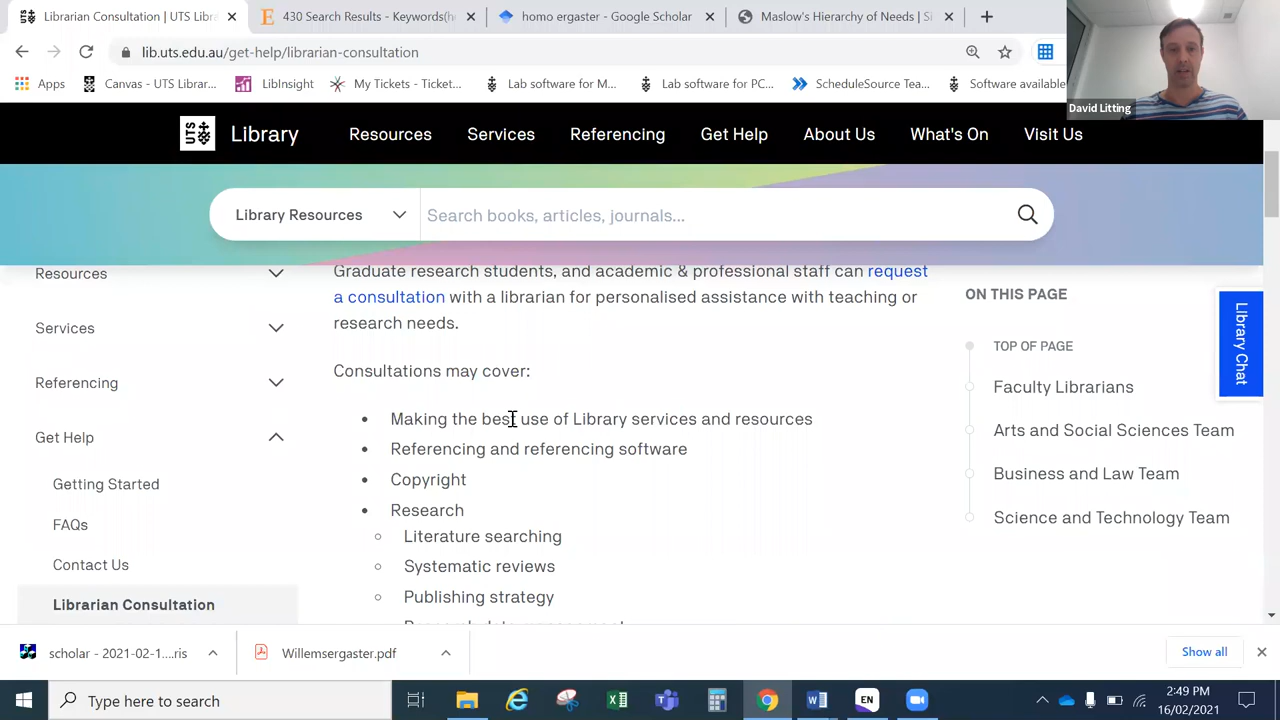 Librarian Consultation | UTS Libra
430 Search Results - Keywords(h
homo ergaster - Google Scholar
Maslow's Hierarchy of Needs | Si
lib.uts.edu.au/get-help/librarian-consultation
Apps
Canvas - UTS Librar...
LibInsight
My Tickets - Ticket...
Lab software for M...
Lab software for PC...
ScheduleSource Tea...
Software available
David Litting
UTS
Library
Resources
Services
Referencing
Get Help
About Us
What's On
Visit Us
Library Resources
Search books, articles, journals...
Resources
Services
Referencing
Get Help
Getting Started
FAQs
Contact Us
Librarian Consultation
Graduate research students, and academic & professional staff can request
a consultation with a librarian for personalised assistance with teaching or
research needs.
Consultations may cover:
• Making the best use of Library services and resources
• Referencing and referencing software
• Copyright
• Research
○ Literature searching
○ Systematic reviews
○ Publishing strategy
ON THIS PAGE
TOP OF PAGE
Faculty Librarians
Arts and Social Sciences Team
Business and Law Team
Science and Technology Team
Library Chat
scholar - 2021-02-1....ris
Willemsergaster.pdf
Show all
Type here to search
EN
2:49 PM
16/02/2021